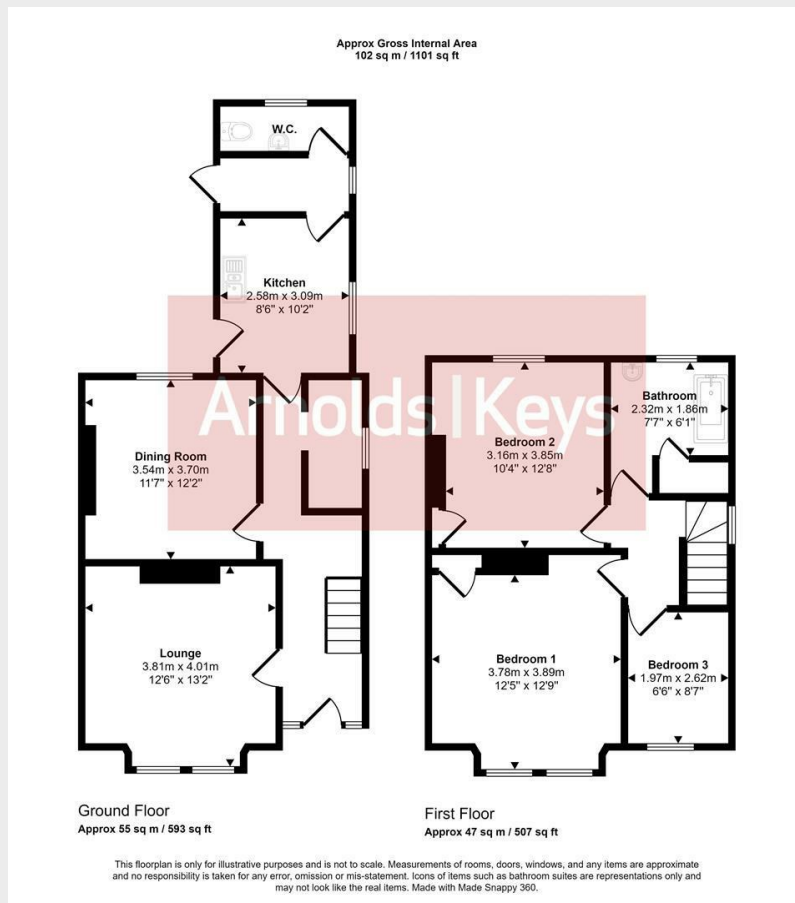 Approx Gross Internal Area
102 sq m / 1101 sq ft
W.C.
Kitchen
2.58m x 3.09m
8'6" x 10'2"
Arnolds|Keys
Dining Room
3.54m x 3.70m
11'7" x 12'2"
Lounge
3.81m x 4.01m
12'6" x 13'2"
Bathroom
2.32m x 1.86m
7'7" x 6'1"
Bedroom 2
3.16m x 3.85m
10'4" x 12'8"
Bedroom 1
3.78m x 3.89m
12'5" x 12'9"
Bedroom 3
1.97m x 2.62m
6'6" x 8'7"
Ground Floor
Approx 55 sq m / 593 sq ft
First Floor
Approx 47 sq m / 507 sq ft
This floorplan is only for illustrative purposes and is not to scale. Measurements of rooms, doors, windows, and any items are approximate
and no responsibility is taken for any error, omission or mis-statement. Icons of items such as bathroom suites are representations only and
may not look like the real items. Made with Made Snappy 360.